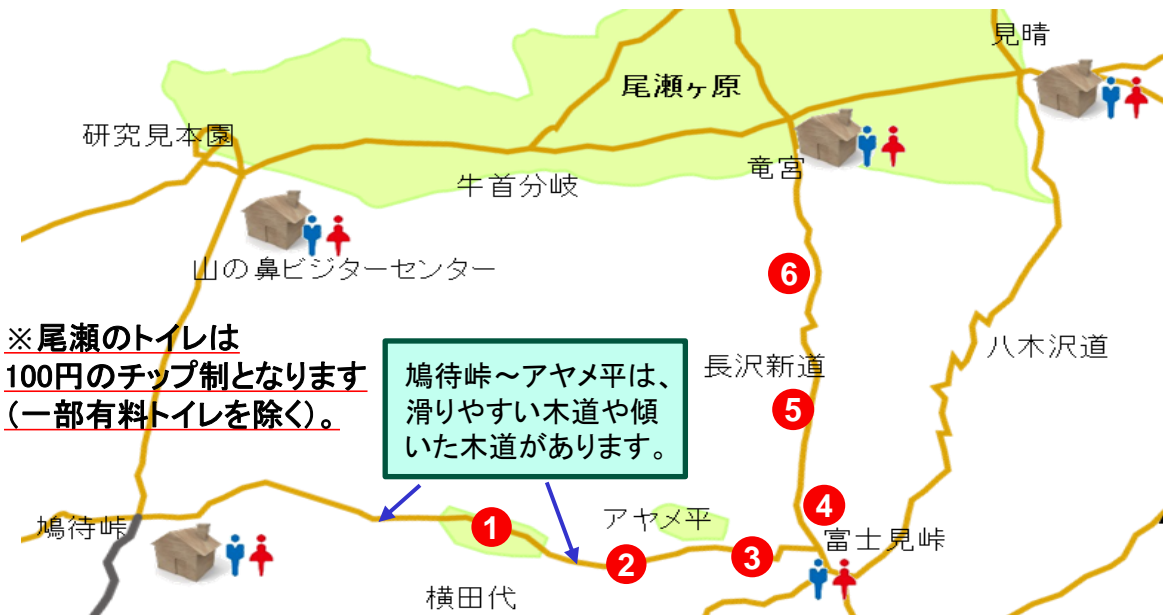 見晴
尾瀬ヶ原
研究見本園
竜宮
牛首分岐
山の鼻ビジターセンター
6
※尾瀬のトイレは
100円のチップ制となります
（一部有料トイレを除く）。
鳩待峠～アヤメ平は、
滑りやすい木道や傾
いた木道があります。
長沢新道
八木沢道
5
4
鳩待峠
1
アヤメ平
富士見峠
2
3
横田代